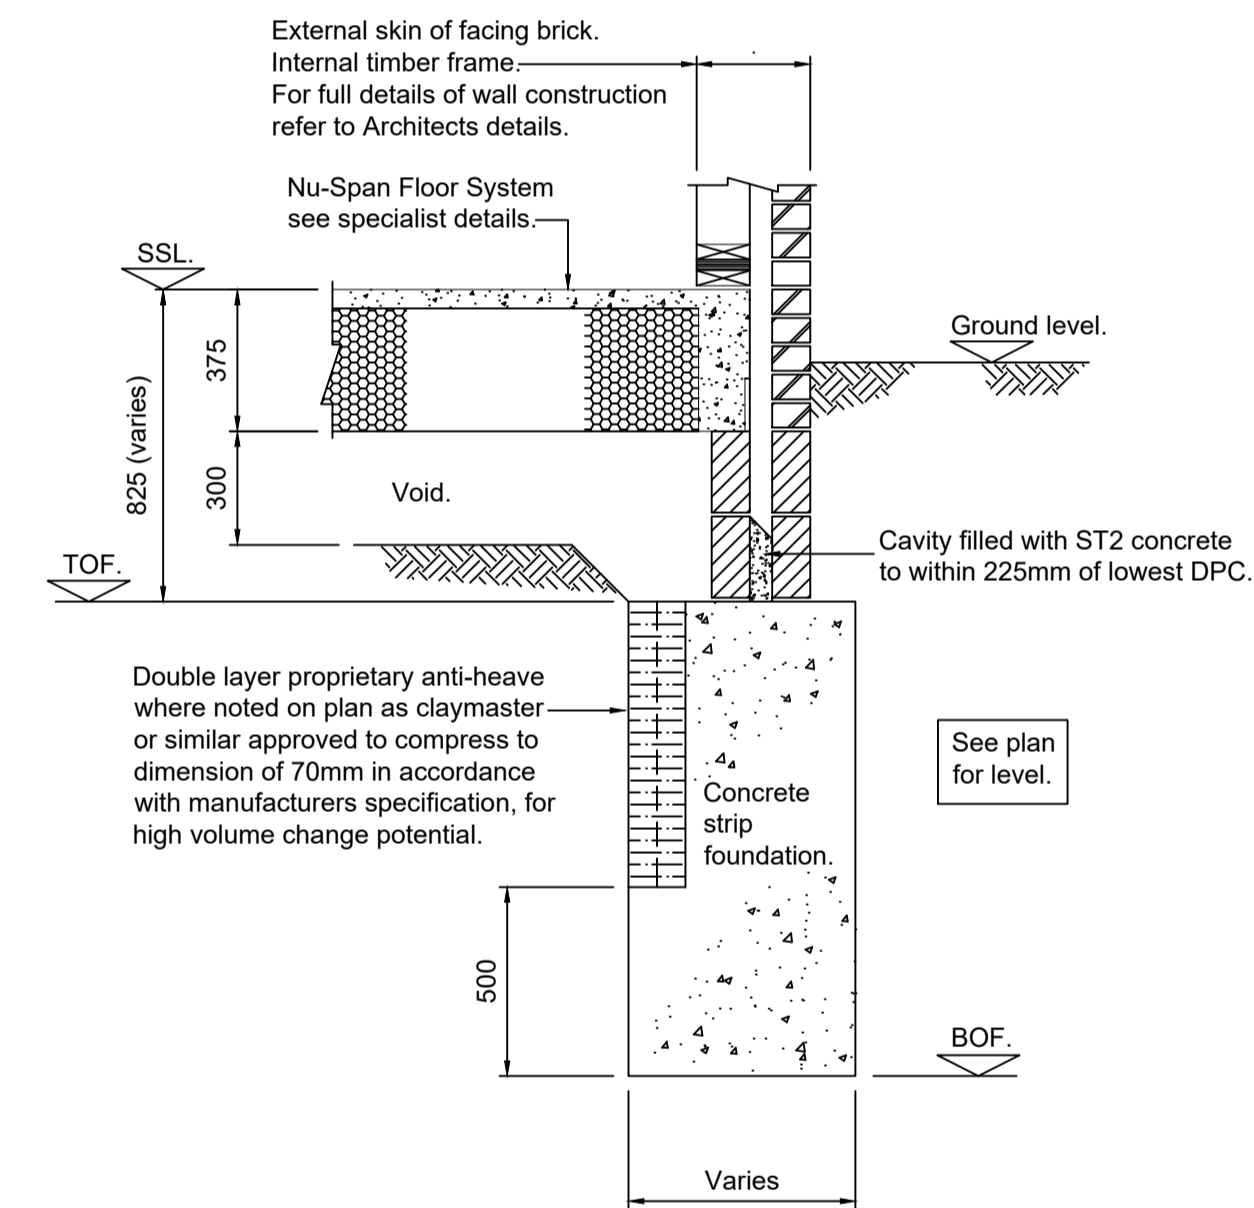 External skin of facing brick.
Internal timber frame.
For full details of wall construction
refer to Architects details.
Nu-Span Floor System
see specialist details.
SSL.
Ground level.
375
825 (varies)
300
Void.
TOF.
Cavity filled with ST2 concrete
to within 225mm of lowest DPC.
Double layer proprietary anti-heave
where noted on plan as claymaster
or similar approved to compress to
dimension of 70mm in accordance
with manufacturers specification, for
high volume change potential.
See plan
for level.
Concrete
strip
foundation.
500
BOF.
Varies